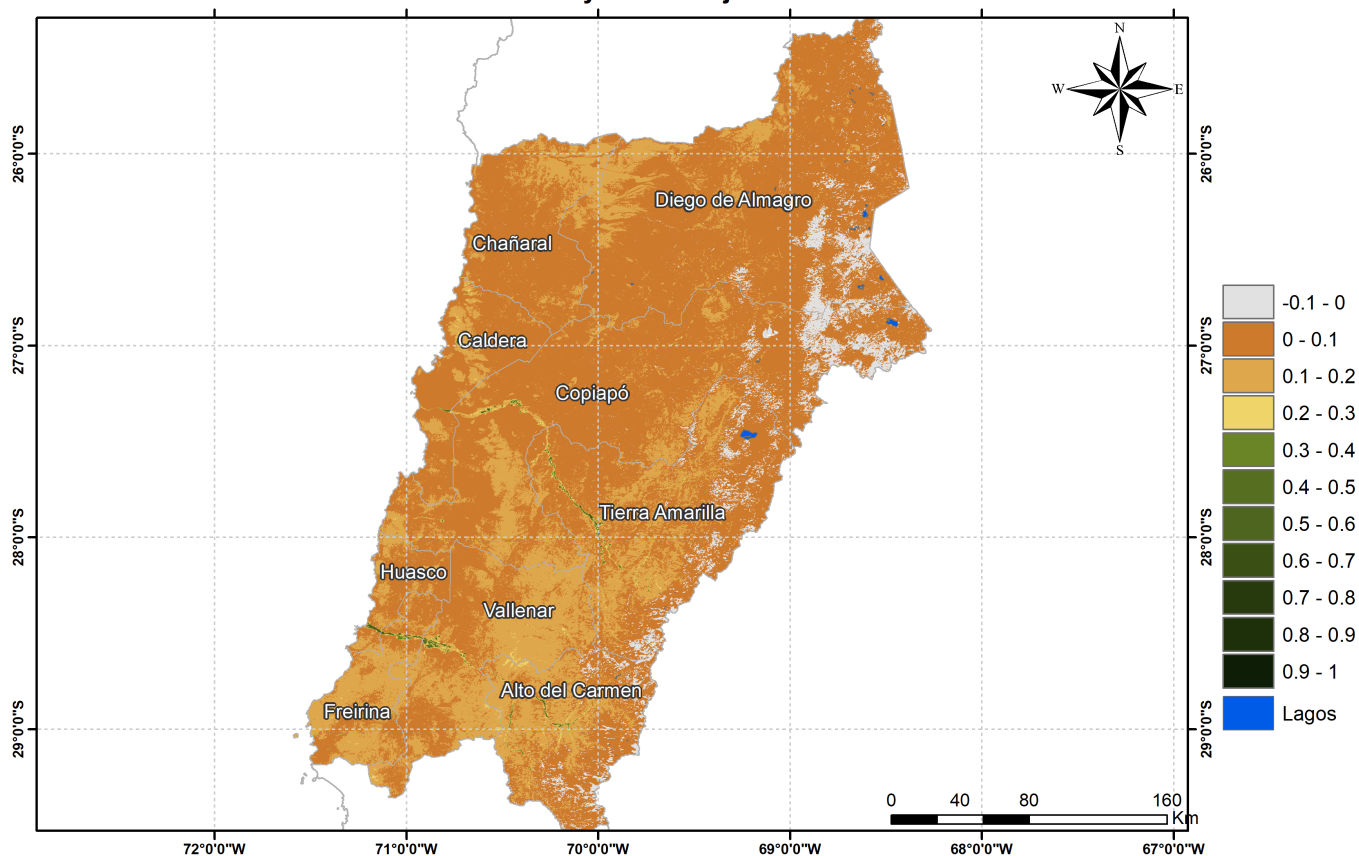 N
W E
S
26°0'0"S
26°0'0"S
27°0'0"S
27°0'0"S
28°0'0"S
28°0'0"S
29°0'0"S
29°0'0"S
Diego de Almagro
Chañaral
Caldera
Copiapó
Tierra Amarilla
Huasco
Vallenar
Alto del Carmen
Freirina
-0.1 - 0
0 - 0.1
0.1 - 0.2
0.2 - 0.3
0.3 - 0.4
0.4 - 0.5
0.5 - 0.6
0.6 - 0.7
0.7 - 0.8
0.8 - 0.9
0.9 - 1
Lagos
0 40 80 160
Km
72°0'0"W 71°0'0"W 70°0'0"W 69°0'0"W 68°0'0"W 67°0'0"W